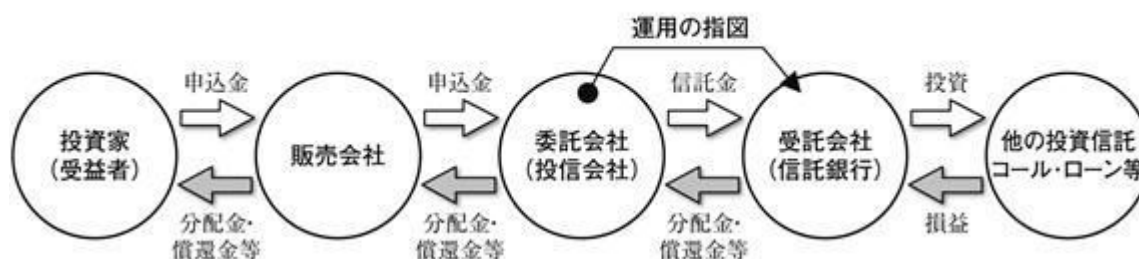 運用の指図
申込金
申込金
信託金
投資
投資家
(受益者)
販売会社
委託会社
(投信会社)
受託会社
(信託銀行)
他の投資信託
コール・ローン等
分配金・
償還金等
分配金・
償還金等
分配金・
償還金等
損益